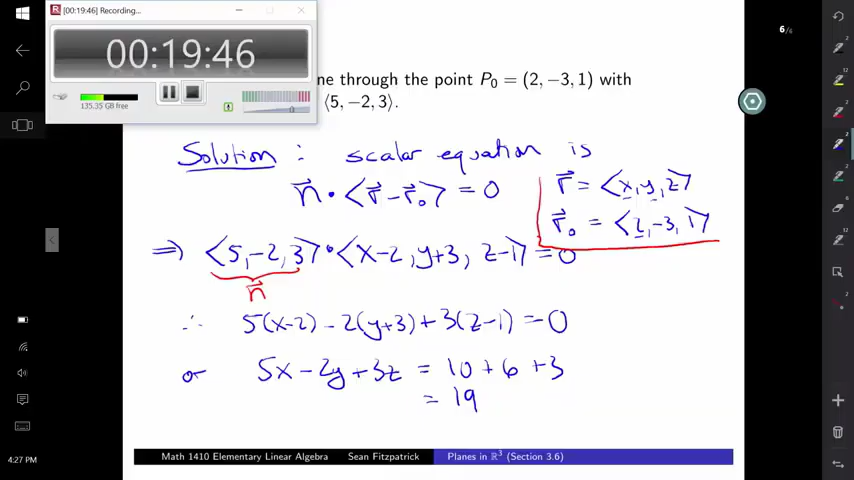 [00:19:46] Recording...
00:19:46
135.35 GB free
6/6
ne through the point P₀ = (2, −3, 1) with
⟨5, −2, 3⟩.
Solution : scalar equation is
n⃗ • ⟨r⃗ − r⃗₀⟩ = 0
r⃗ = ⟨x, y, z⟩
r⃗₀ = ⟨2, −3, 1⟩
⇒ ⟨5, −2, 3⟩ • ⟨x−2, y+3, z−1⟩ = 0
n⃗
∴ 5(x−2) − 2(y+3) + 3(z−1) = 0
or 5x − 2y + 3z = 10 + 6 + 3
= 19
Math 1410 Elementary Linear Algebra Sean Fitzpatrick Planes in ℝ³ (Section 3.6)
4:27 PM